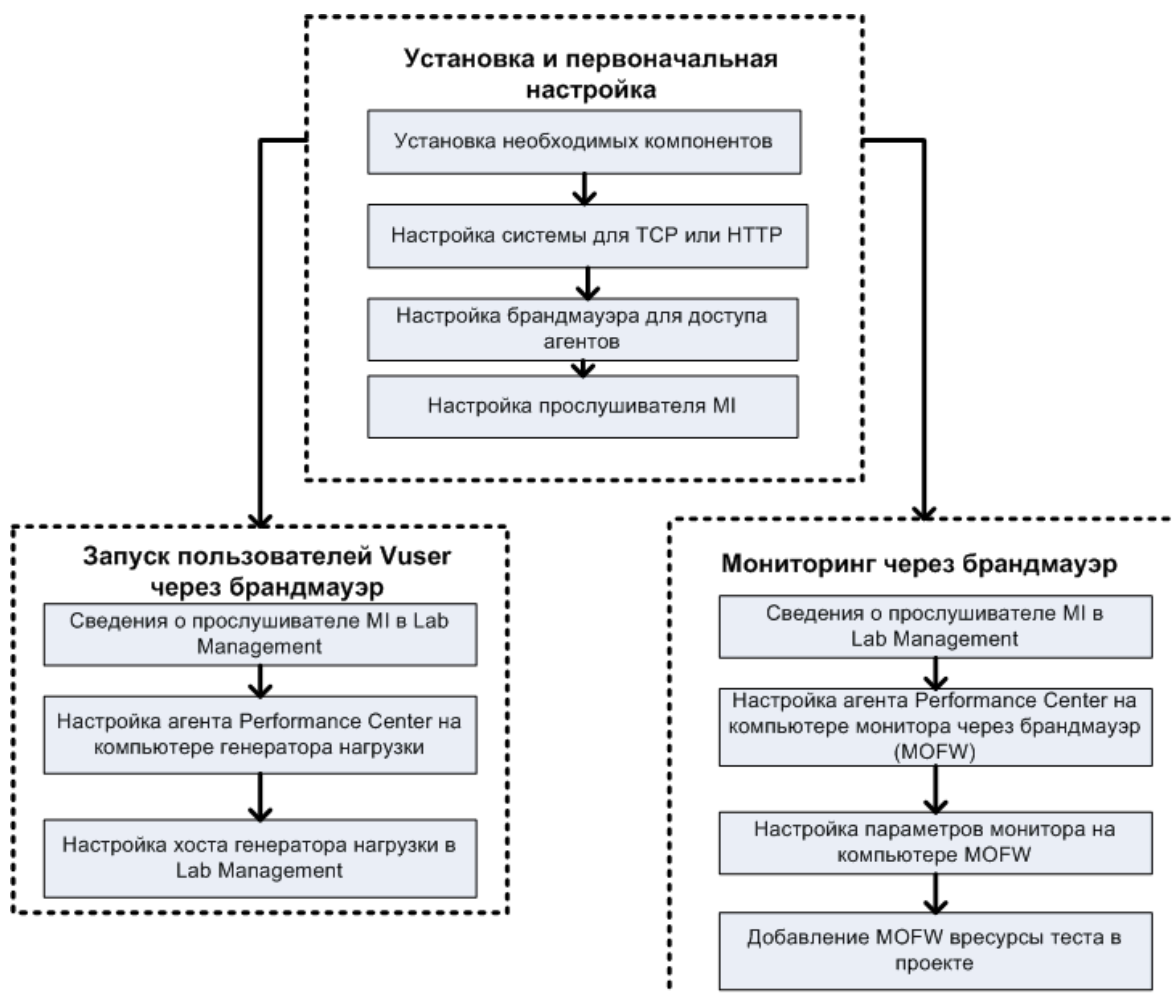 Установка и первоначальная
настройка
Установка необходимых компонентов
Настройка системы для TCP или HTTP
Настройка брандмауэра для доступа
агентов
Настройка прослушивателя MI
Запуск пользователей Vuser
через брандмауэр
Сведения о прослушивателе MI в Lab
Management
Настройка агента Performance Center на
компьютере генератора нагрузки
Настройка хоста генератора нагрузки в
Lab Management
Мониторинг через брандмауэр
Сведения о прослушивателе MI в
Lab Management
Настройка агента Performance Center на
компьютере монитора через брандмауэр
(MOFW)
Настройка параметров монитора на
компьютере MOFW
Добавление MOFW вресурсы теста в
проекте